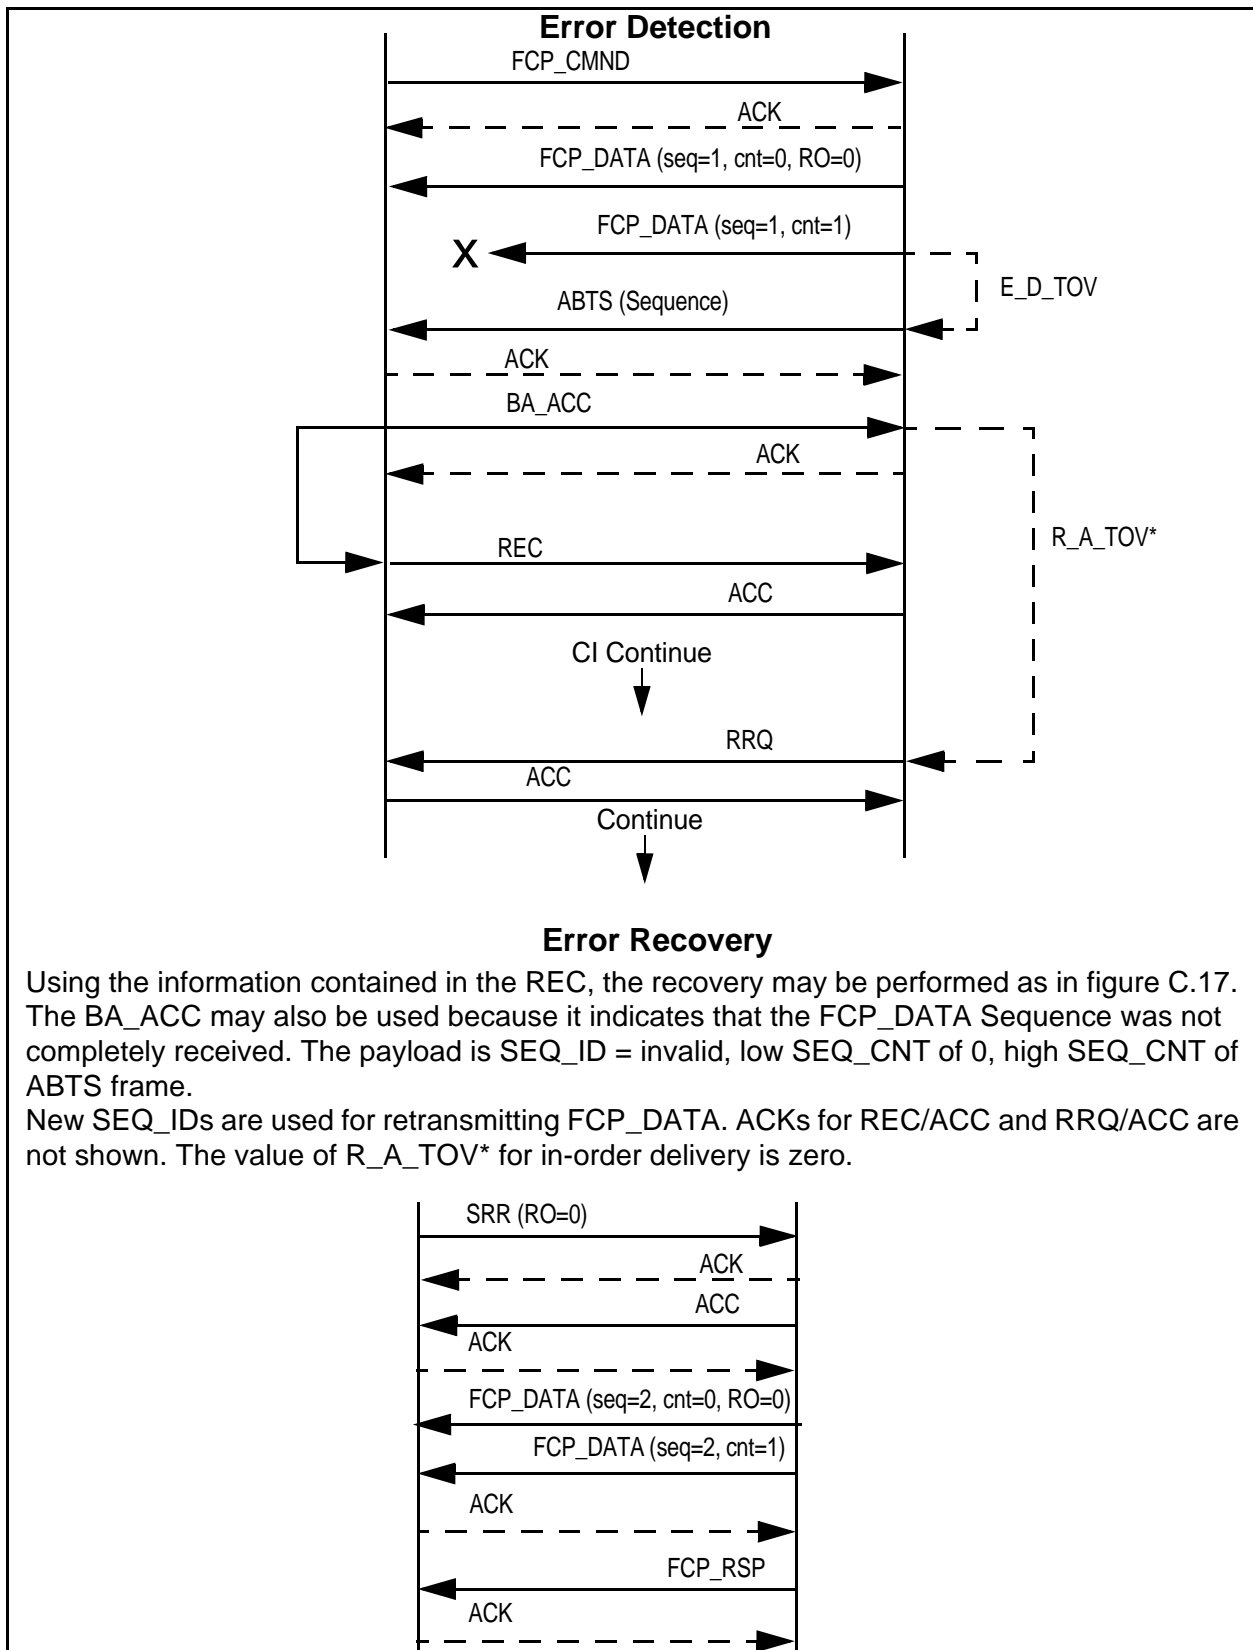 Error Detection
FCP_CMND
ACK
FCP_DATA (seq=1, cnt=0, RO=0)
FCP_DATA (seq=1, cnt=1)
X
E_D_TOV
ABTS (Sequence)
ACK
BA_ACC
ACK
R_A_TOV*
REC
ACC
CI Continue
RRQ
ACC
Continue
Error Recovery
Using the information contained in the REC, the recovery may be performed as in figure C.17.
The BA_ACC may also be used because it indicates that the FCP_DATA Sequence was not
completely received. The payload is SEQ_ID = invalid, low SEQ_CNT of 0, high SEQ_CNT of
ABTS frame.
New SEQ_IDs are used for retransmitting FCP_DATA. ACKs for REC/ACC and RRQ/ACC are
not shown. The value of R_A_TOV* for in-order delivery is zero.
SRR (RO=0)
ACK
ACC
ACK
FCP_DATA (seq=2, cnt=0, RO=0)
FCP_DATA (seq=2, cnt=1)
ACK
FCP_RSP
ACK